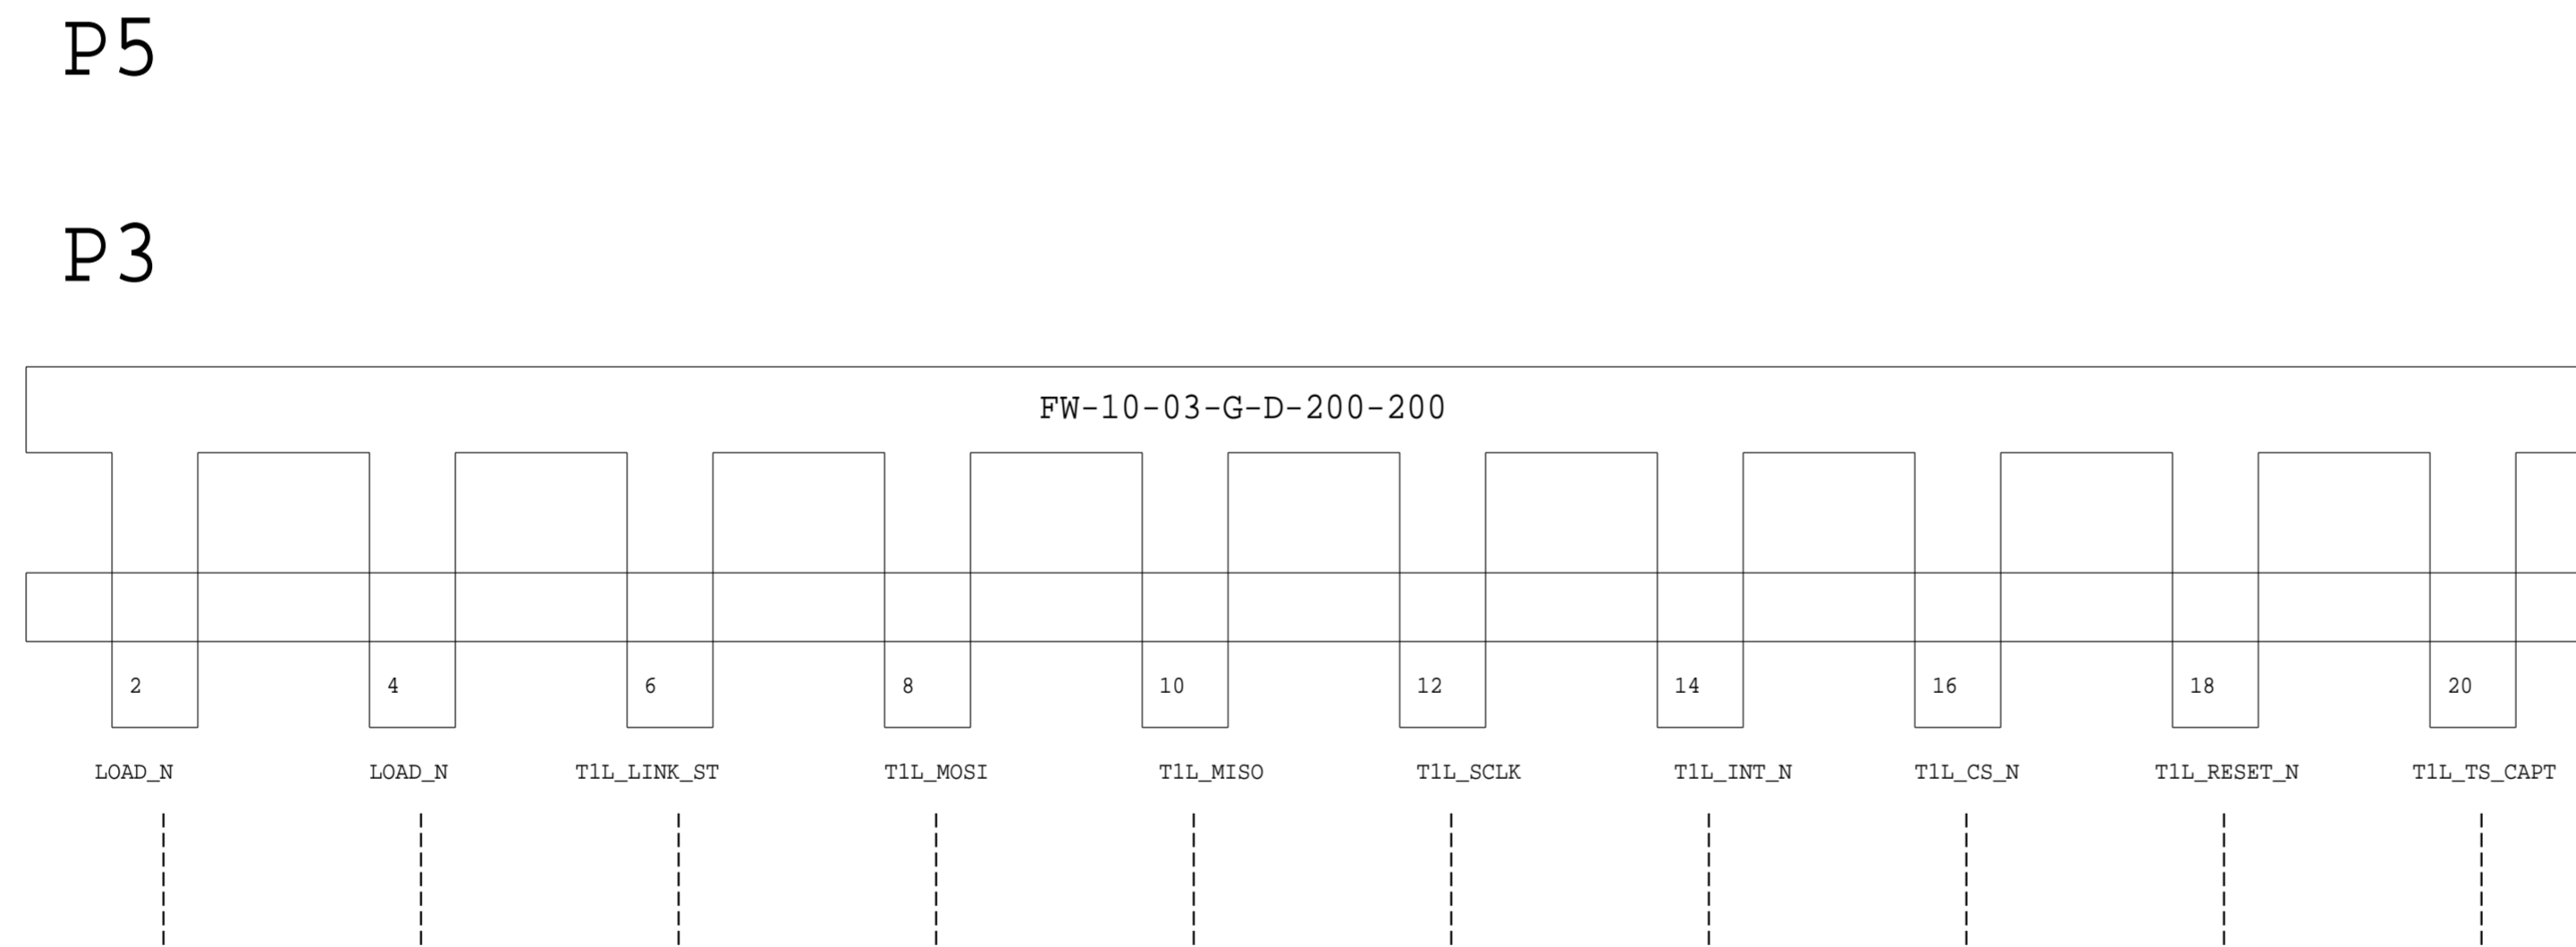 P5
P3
FW-10-03-G-D-200-200
2 4 6 8 10 12 14 16 18 20
LOAD_N LOAD_N T1L_LINK_ST T1L_MOSI T1L_MISO T1L_SCLK T1L_INT_N T1L_CS_N T1L_RESET_N T1L_TS_CAPT